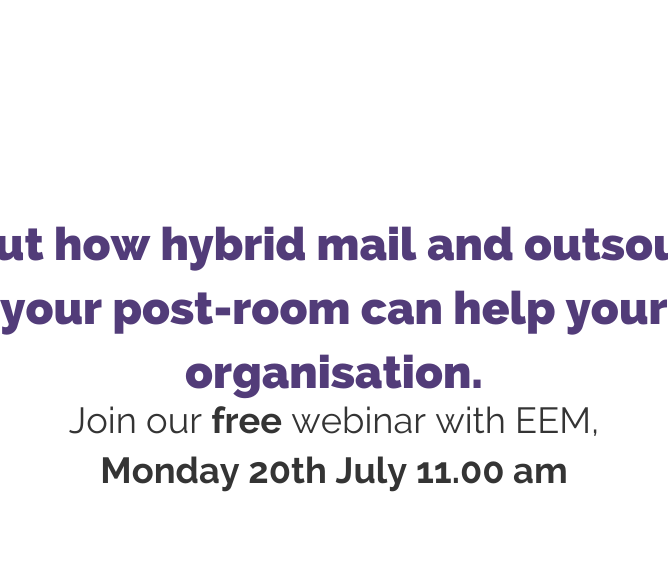 ut how hybrid mail and outsou
your post-room can help your
organisation.
Join our free webinar with EEM,
Monday 20th July 11.00 am